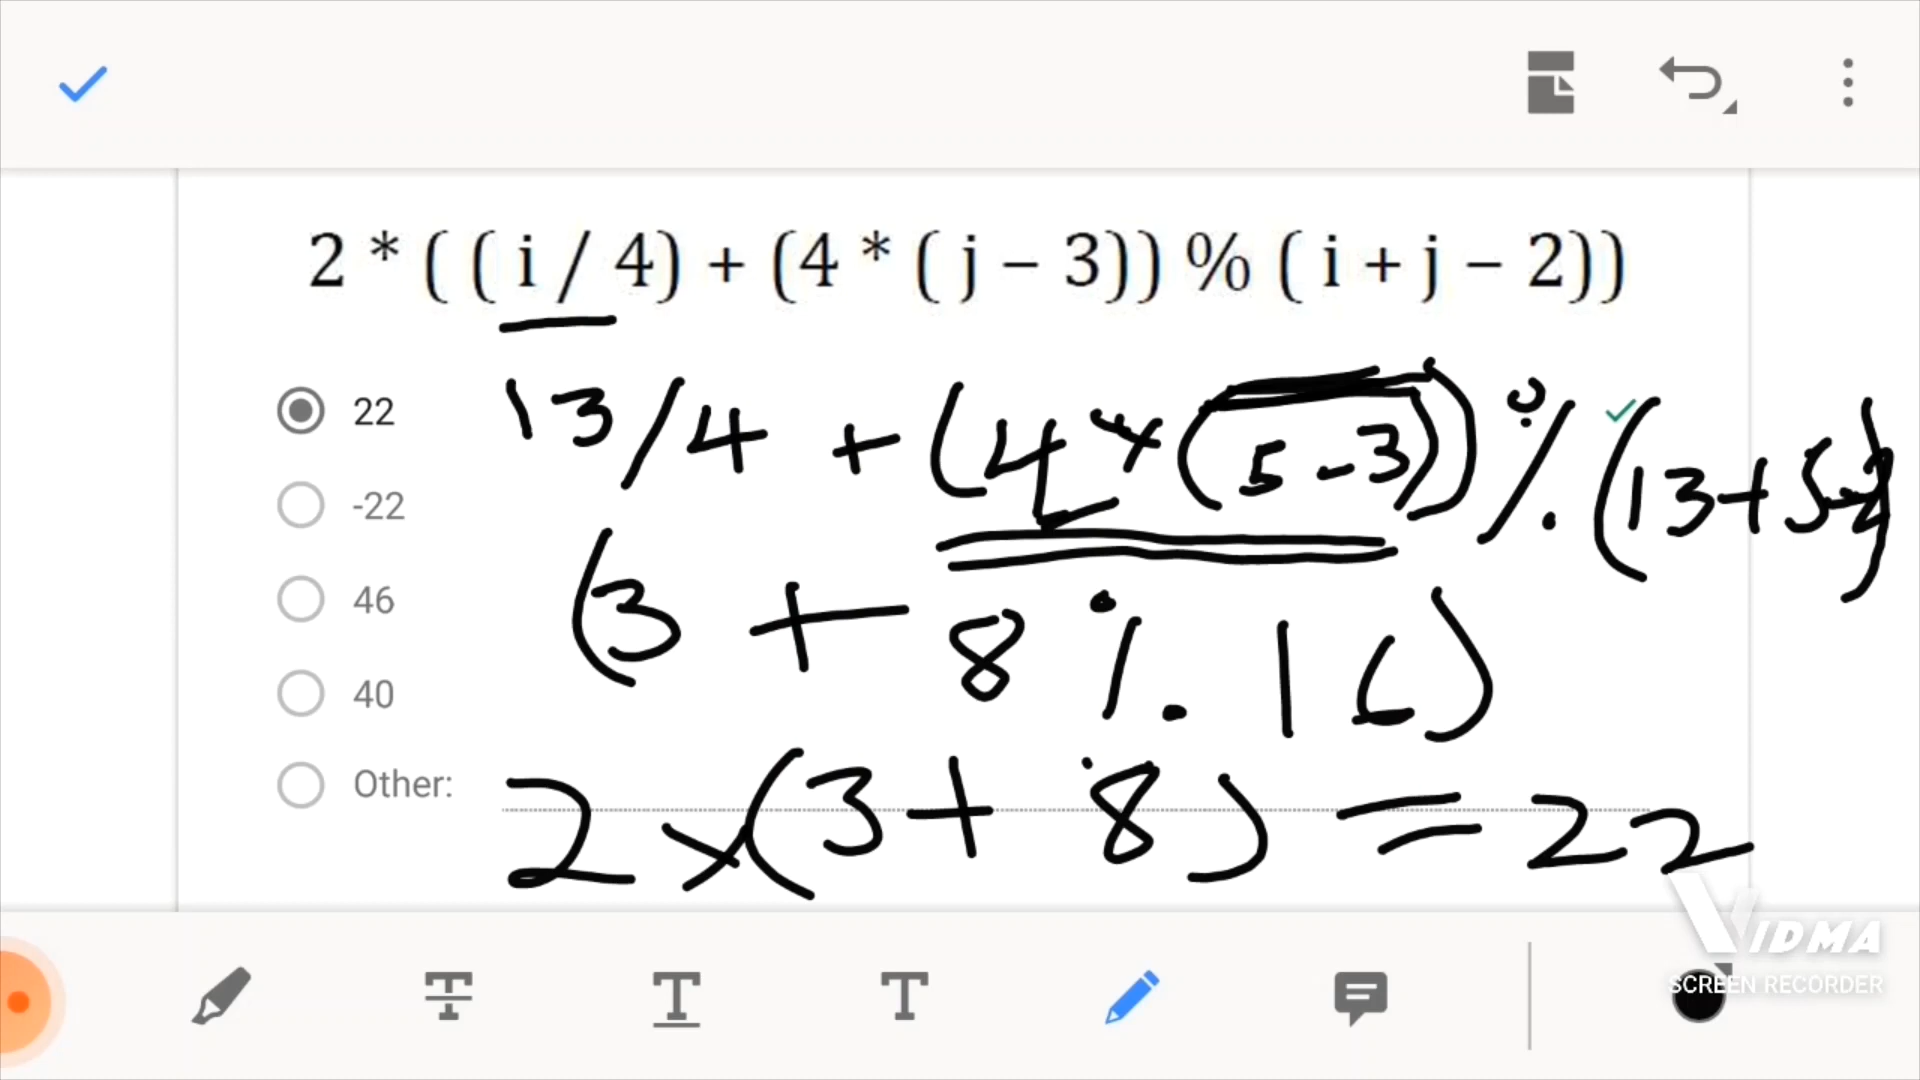 2 * ( ( i / 4) + (4 * ( j − 3)) % ( i + j − 2))
22
13/4 + (4 * (5-3)) % (13+5-2)
-22
46
(3 + 8 % 16)
40
Other:
2 x (3 + 8) = 22
VIDMA
SCREEN RECORDER